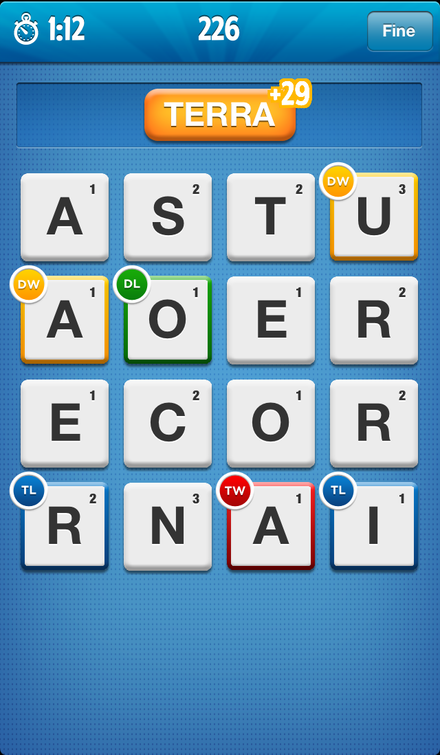 1:12 226 Fine
TERRA +29
A 1 S 2 T 2 DW U 3
DW A 1 DL O 1 E 1 R 2
E 1 C 2 O 1 R 2
TL R 2 N 3 TW A 1 TL I 1